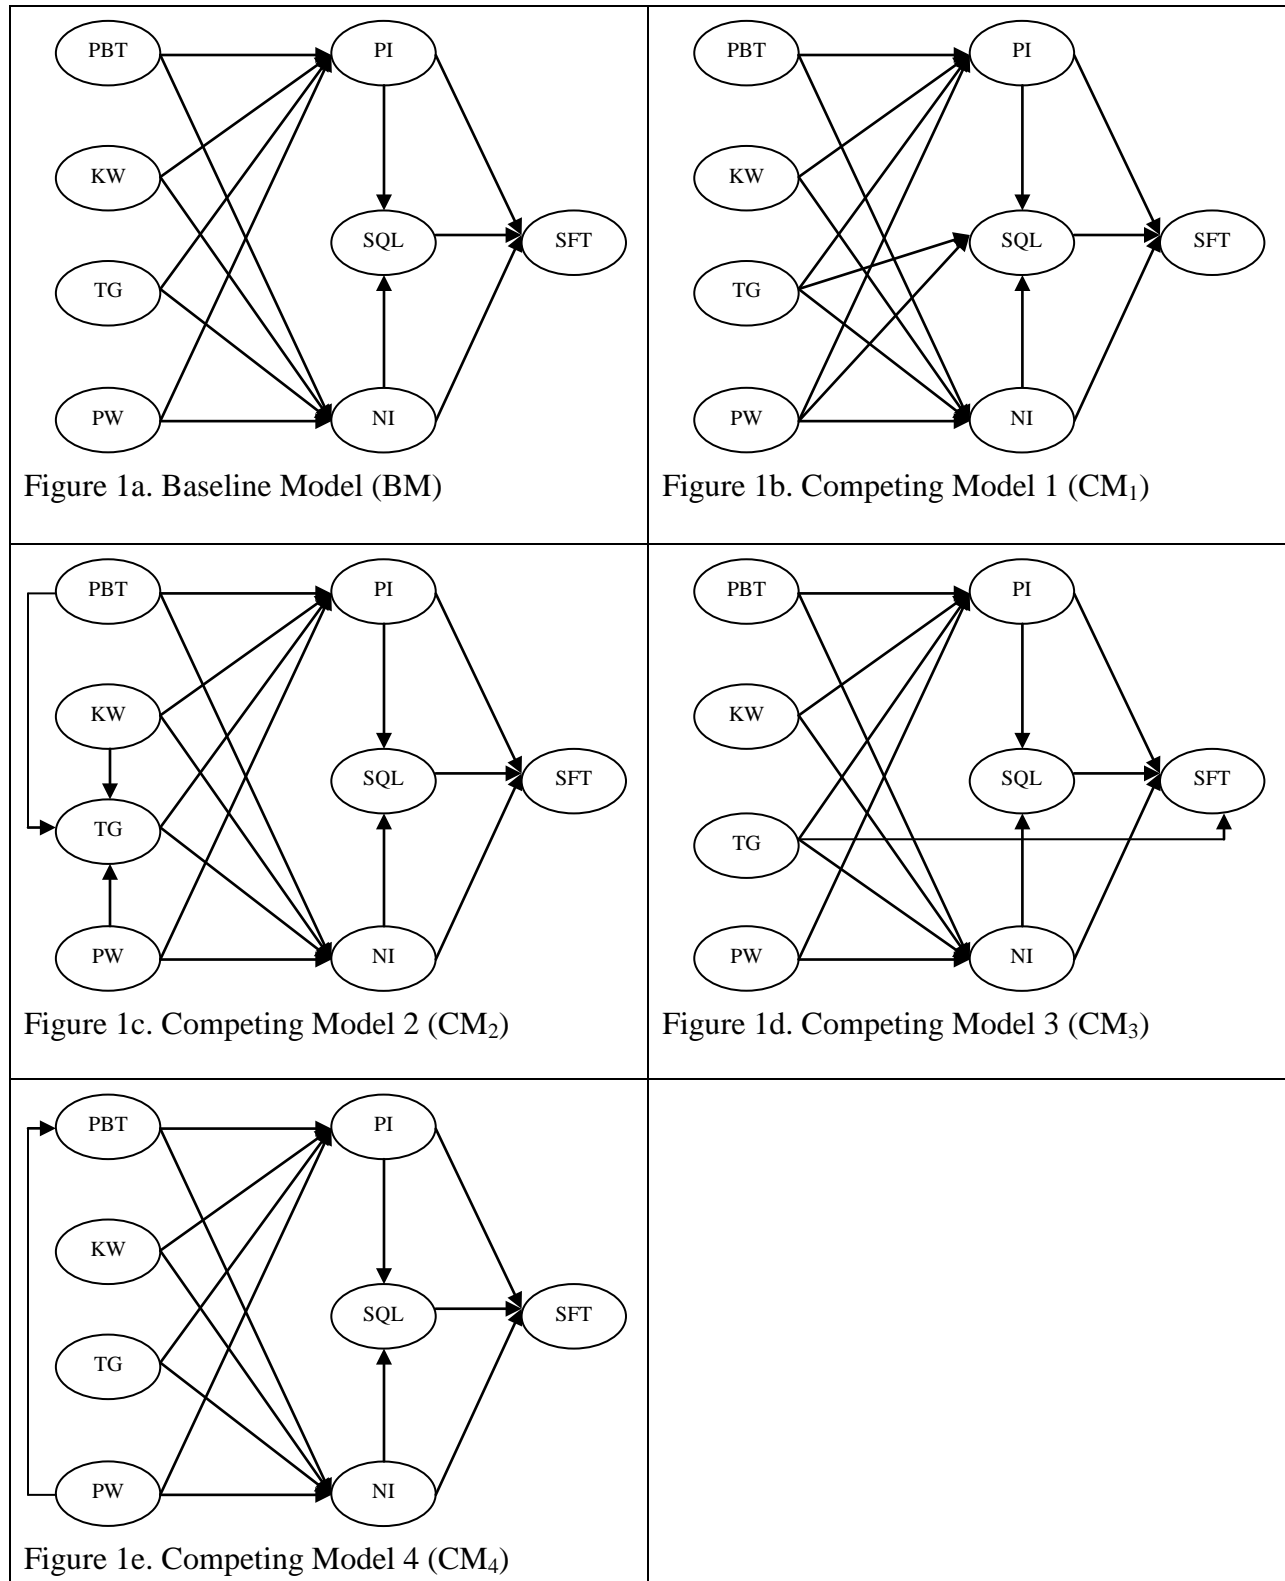 PBT
PI
KW
SQL
SFT
TG
PW
NI
Figure 1a. Baseline Model (BM)
PBT
PI
KW
SQL
SFT
TG
PW
NI
Figure 1b. Competing Model 1 (CM₁)
PBT
PI
KW
SQL
SFT
TG
PW
NI
Figure 1c. Competing Model 2 (CM₂)
PBT
PI
KW
SQL
SFT
TG
PW
NI
Figure 1d. Competing Model 3 (CM₃)
PBT
PI
KW
SQL
SFT
TG
PW
NI
Figure 1e. Competing Model 4 (CM₄)